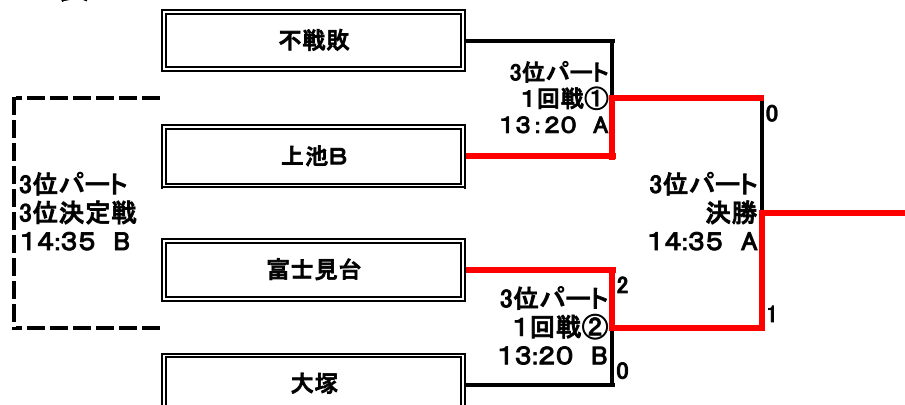 不戦敗
3位パート
1回戦①
13:20 A
0
上池B
3位パート
3位決定戦
14:35 B
3位パート
決勝
14:35 A
富士見台
2
3位パート
1回戦②
13:20 B
1
0
大塚